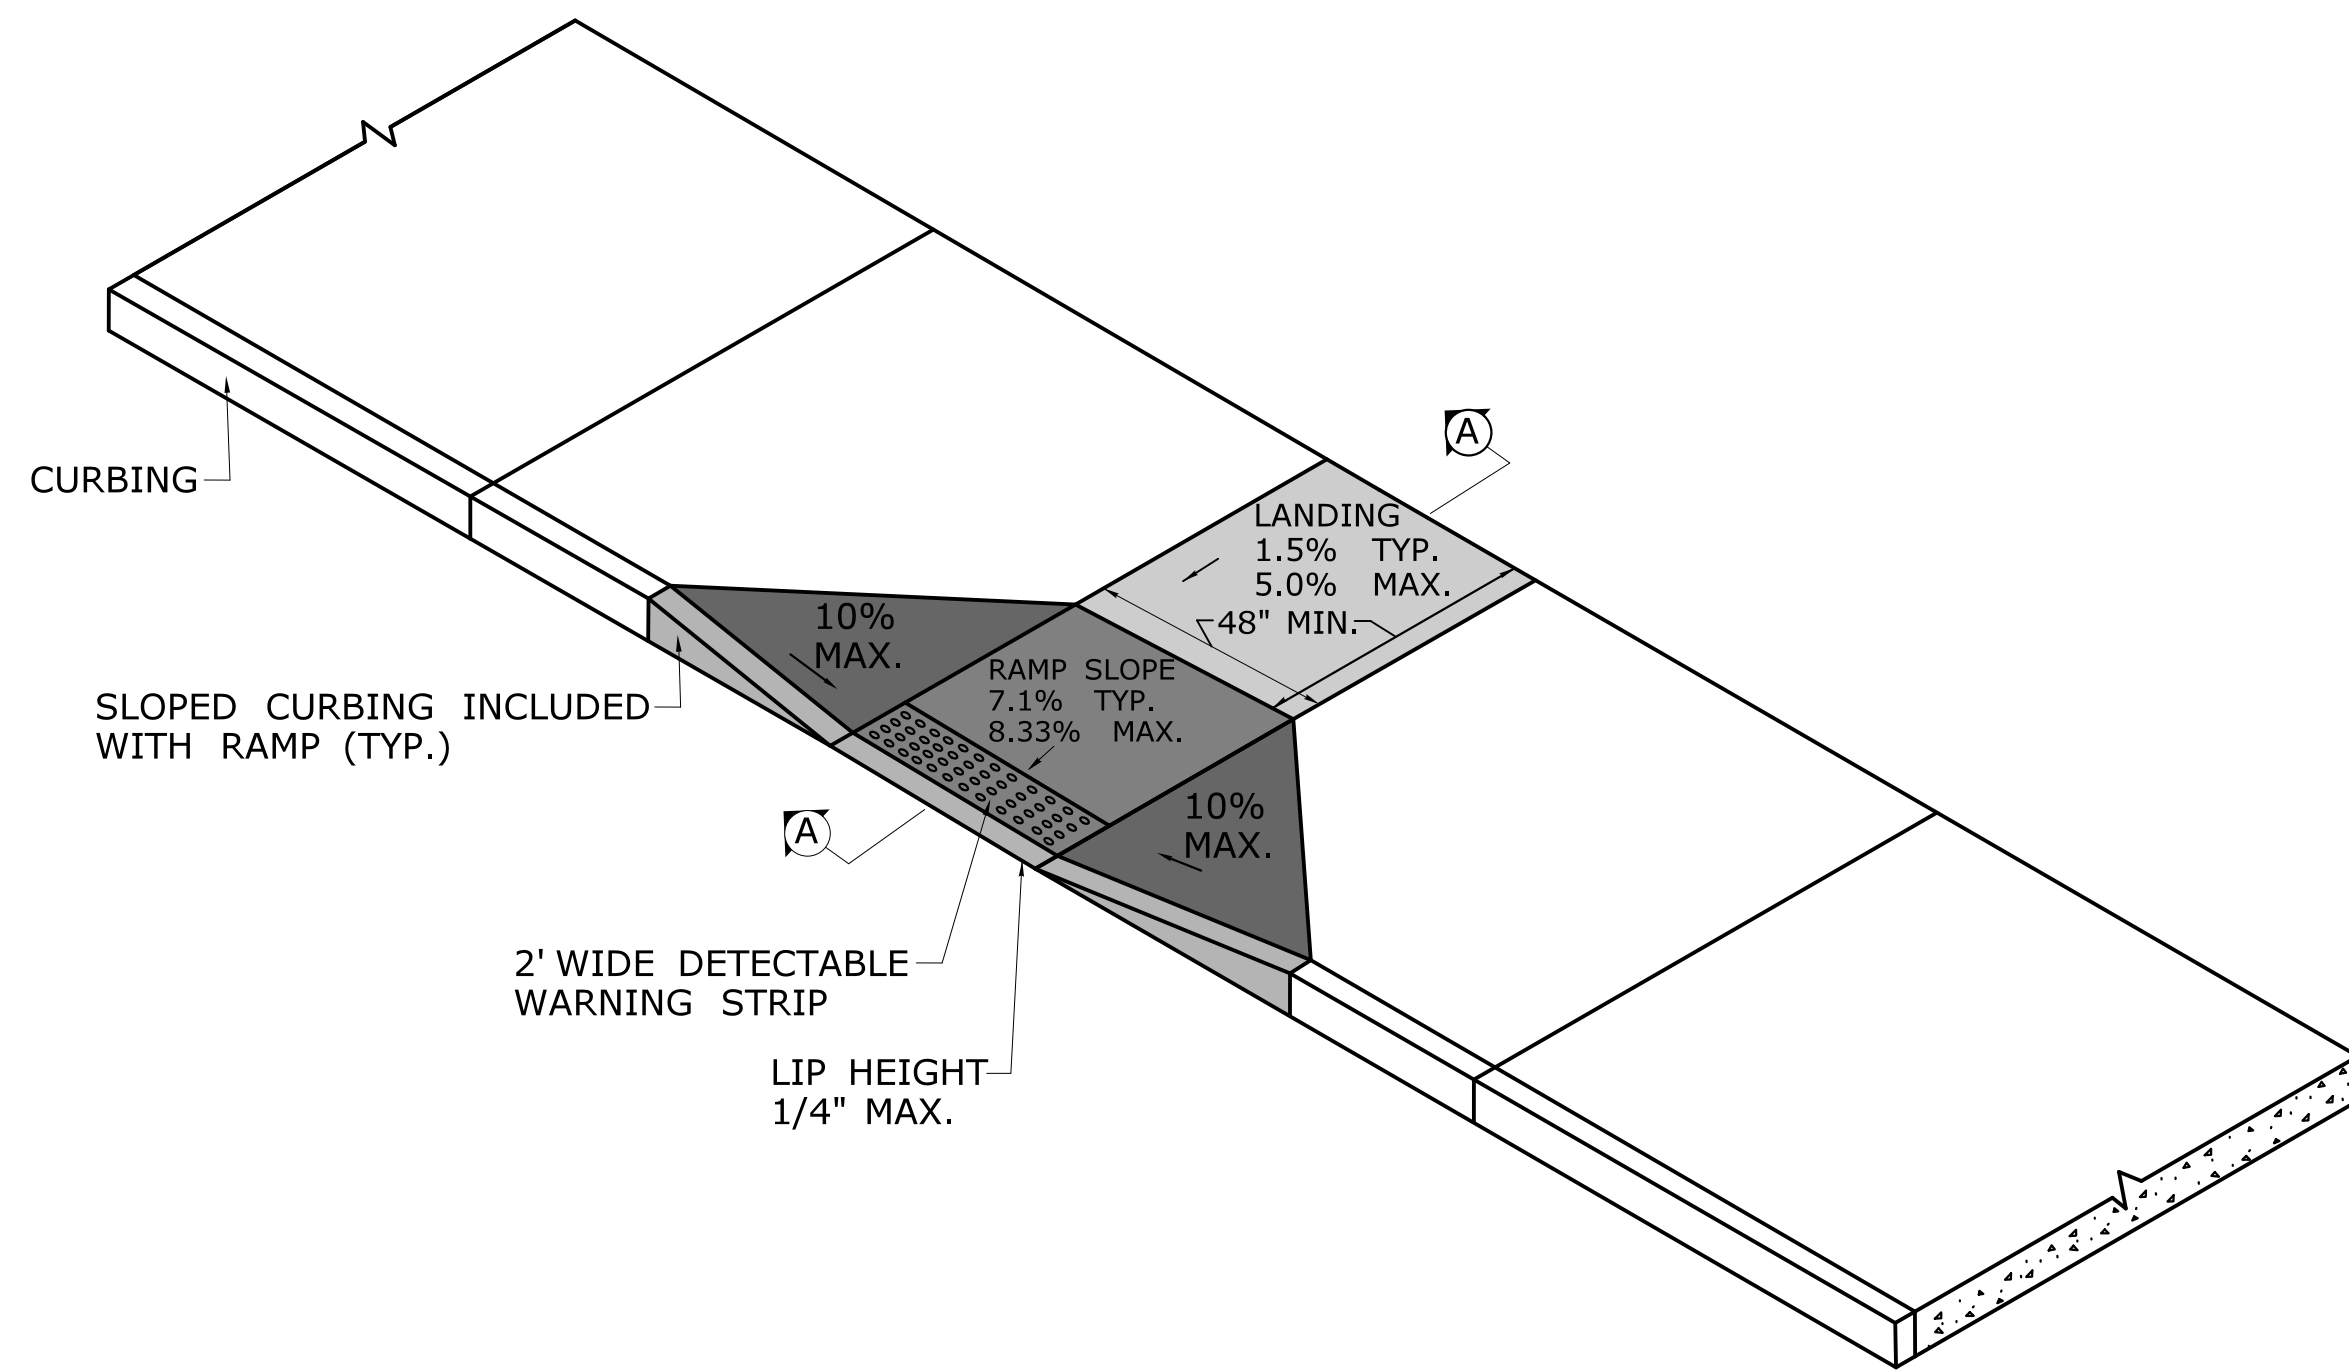 A
LANDING
1.5% TYP.
5.0% MAX.
48" MIN.
CURBING
10%
MAX.
RAMP SLOPE
7.1% TYP.
8.33% MAX.
SLOPED CURBING INCLUDED
WITH RAMP (TYP.)
A
10%
MAX.
2' WIDE DETECTABLE
WARNING STRIP
LIP HEIGHT
1/4" MAX.